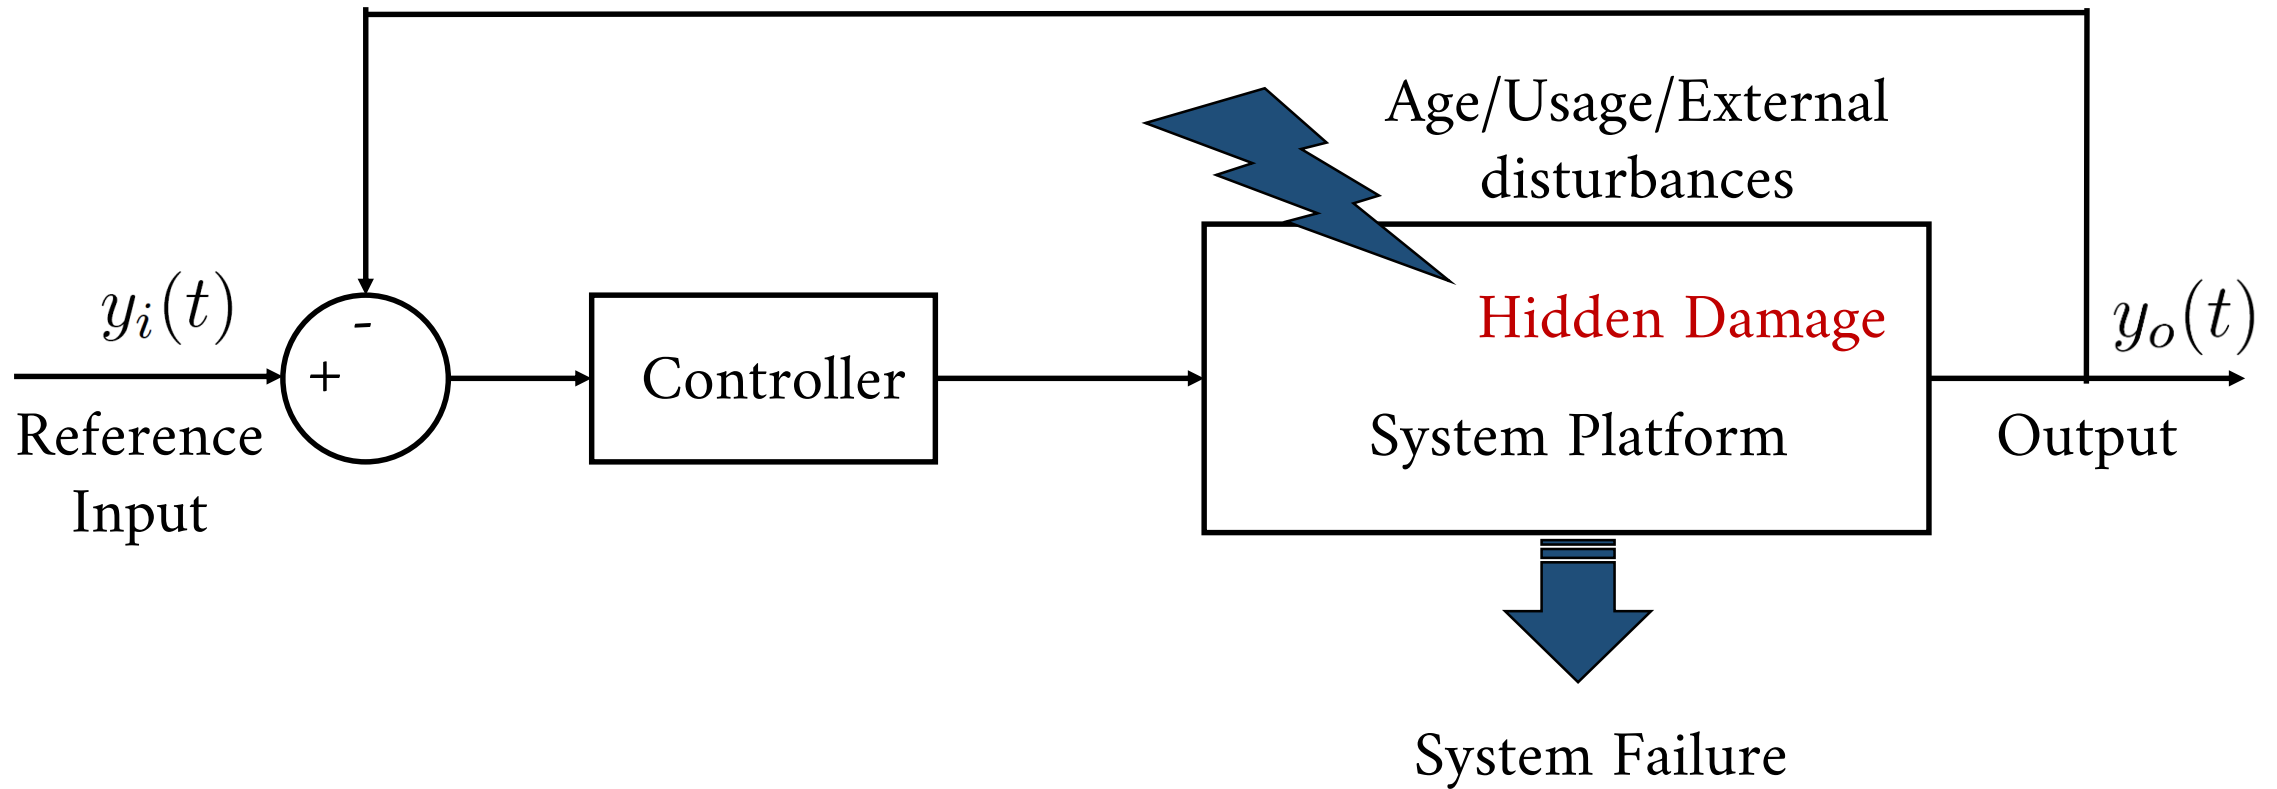 Age/Usage/External
disturbances
y_i(t)
-
+
Reference
Input
Controller
Hidden Damage
System Platform
y_o(t)
Output
System Failure